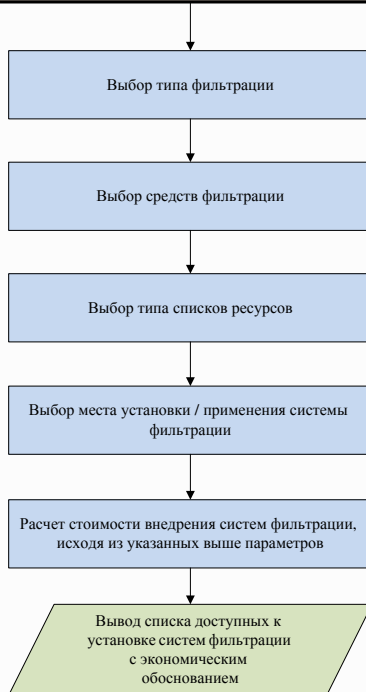 Выбор типа фильтрации
Выбор средств фильтрации
Выбор типа списков ресурсов
Выбор места установки / применения системы
фильтрации
Расчет стоимости внедрения систем фильтрации,
исходя из указанных выше параметров
Вывод списка доступных к
установке систем фильтрации
с экономическим
обоснованием